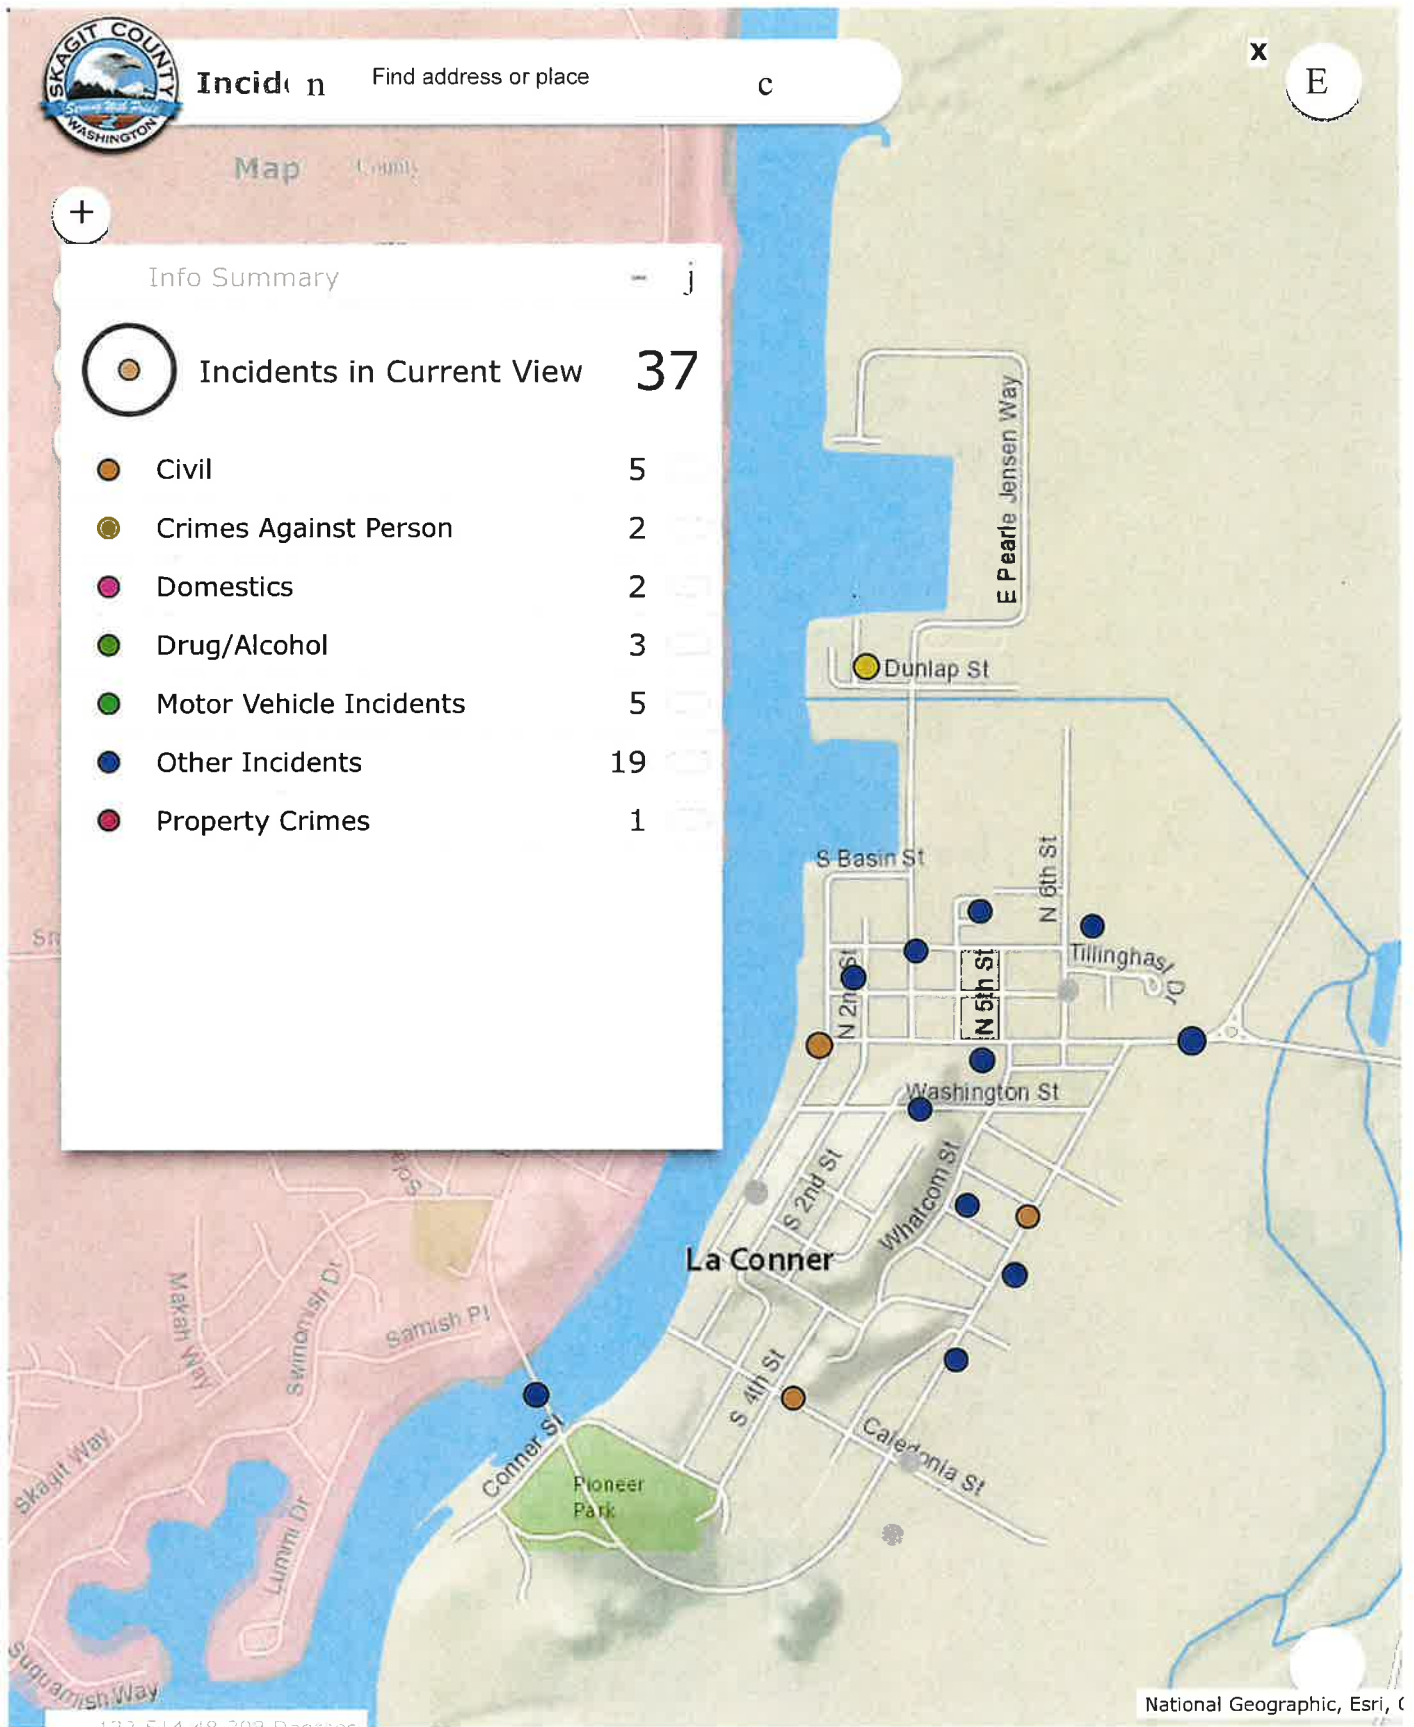 SKAGIT COUNTY
Serving With Pride
WASHINGTON
Incid n
Find address or place
c
x
E
Map
County
+
Info Summary
- j
Incidents in Current View 37
Civil 5
Crimes Against Person 2
Domestics 2
Drug/Alcohol 3
Motor Vehicle Incidents 5
Other Incidents 19
Property Crimes 1
E Pearle Jensen Way
Dunlap St
S Basin St
N 6th St
Tillinghast Dr
N 2nd St
N 5th St
Washington St
S 2nd St
Whatcom St
La Conner
Makah Way
Swinomish Dr
Samish Pl
S 4th St
Caledonia St
Conner St
Pioneer
Park
Skagit Way
Lummi Dr
Suquamish Way
National Geographic, Esri,